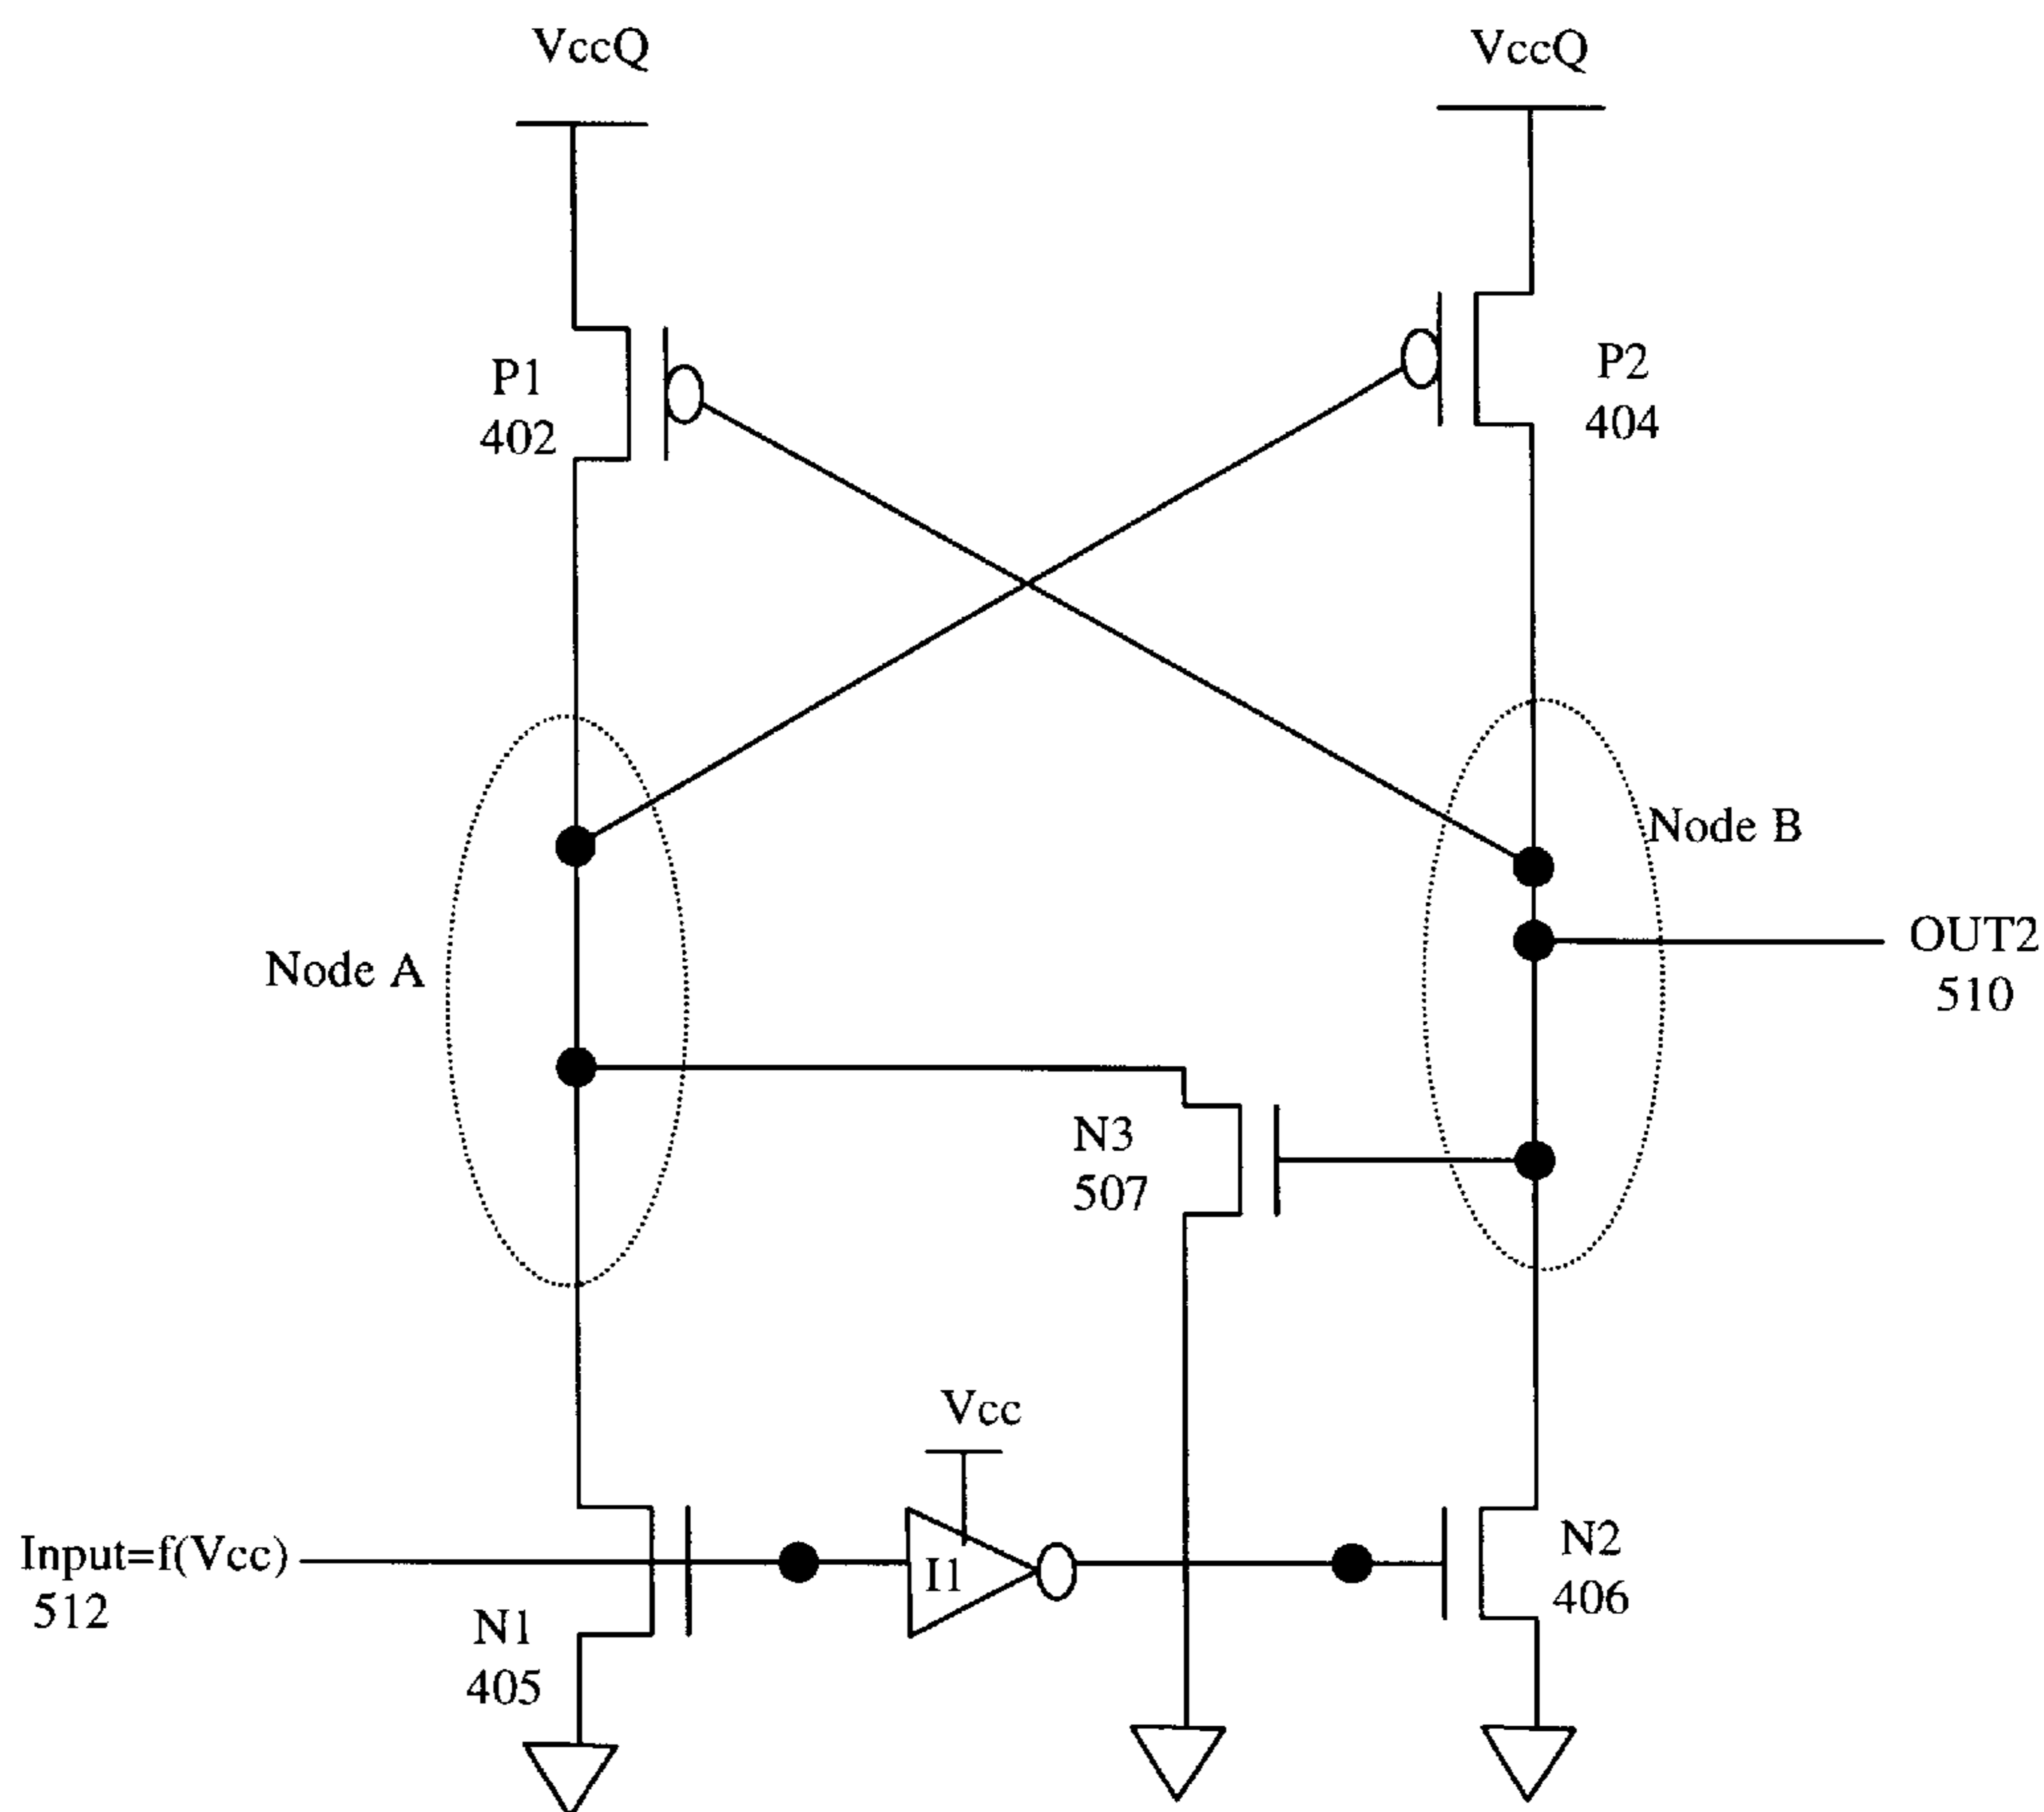 VccQ
VccQ
P1
402
P2
404
Node B
Node A
OUT2
510
N3
507
Vcc
Input=f(Vcc)
512
I1
N2
406
N1
405